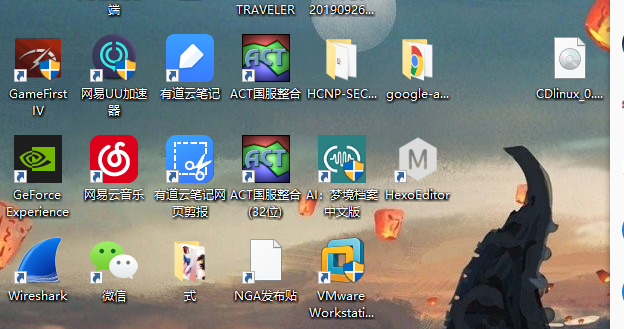 端
TRAVELER
20190926...
GameFirst
IV
网易UU加速
器
有道云笔记
ACT国服整合
HCNP-SEC...
google-a...
CDlinux_0....
GeForce
Experience
网易云音乐
有道云笔记网
页剪报
ACT国服整合
(32位)
AI：梦境档案
中文版
M
HexoEditor
Wireshark
微信
式
NGA发布贴
VMware
Workstati...